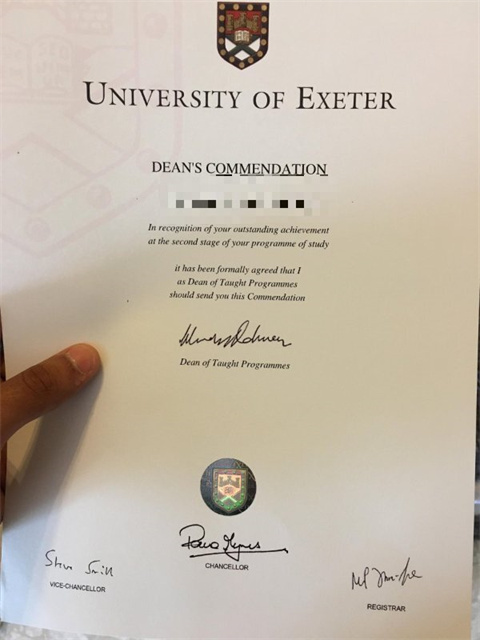 UNIVERSITY OF EXETER
DEAN'S COMMENDATION
In recognition of your outstanding achievement
at the second stage of your programme of study
it has been formally agreed that I
as Dean of Taught Programmes
should send you this Commendation
Dean of Taught Programmes
Steve Smith
VICE-CHANCELLOR
CHANCELLOR
REGISTRAR